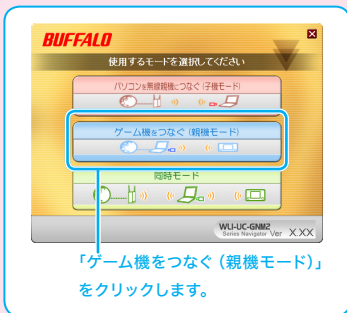 BUFFALO
使用するモードを選択してください
パソコンを無線親機につなぐ(子機モード)
ゲーム機をつなぐ(親機モード)
同時モード
WLI-UC-GNM2
Series Navigator Ver X.XX
「ゲーム機をつなぐ(親機モード)」
をクリックします。